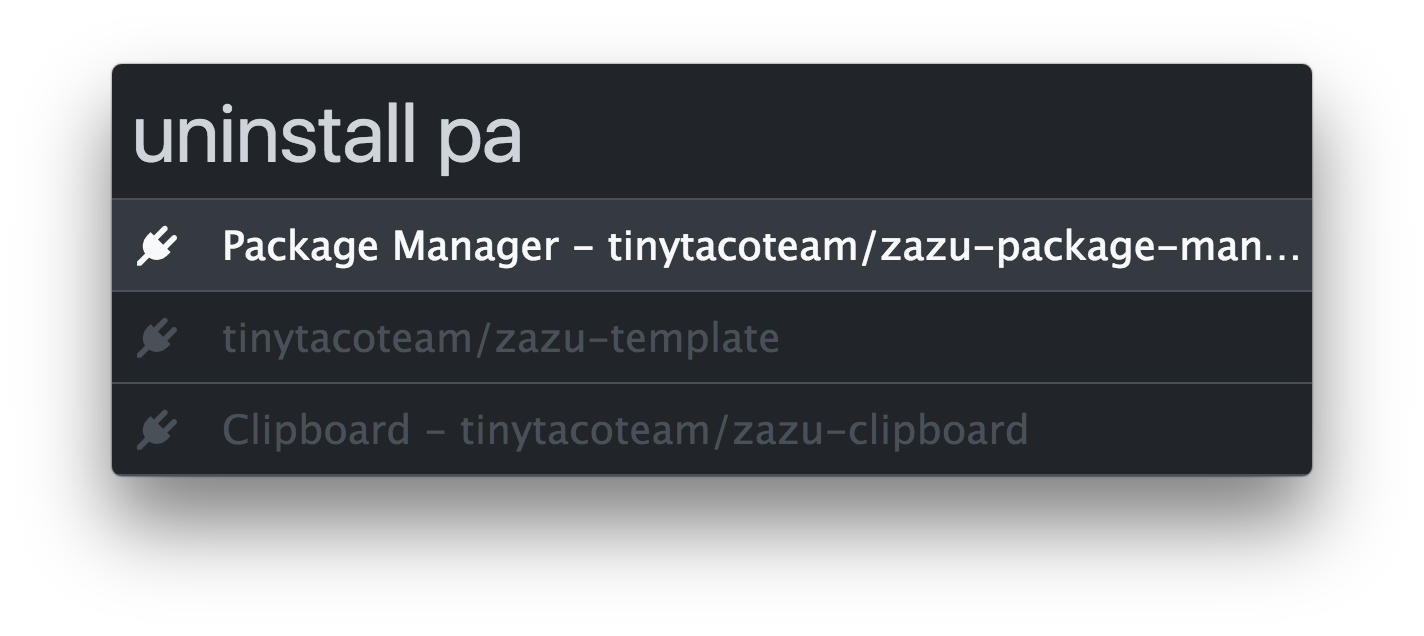 uninstall pa
Package Manager – tinytacoteam/zazu-package-man...
tinytacoteam/zazu-template
Clipboard – tinytacoteam/zazu-clipboard